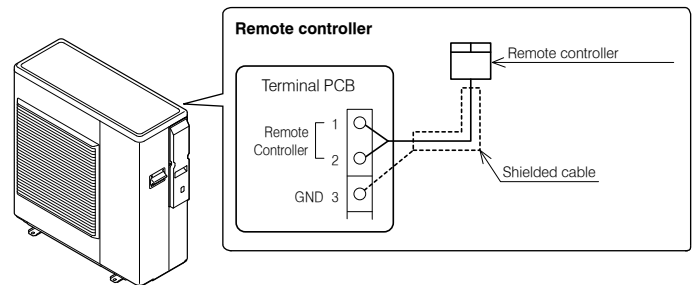 Remote controller
Remote controller
Terminal PCB
1
Remote
Controller
2
Shielded cable
GND 3